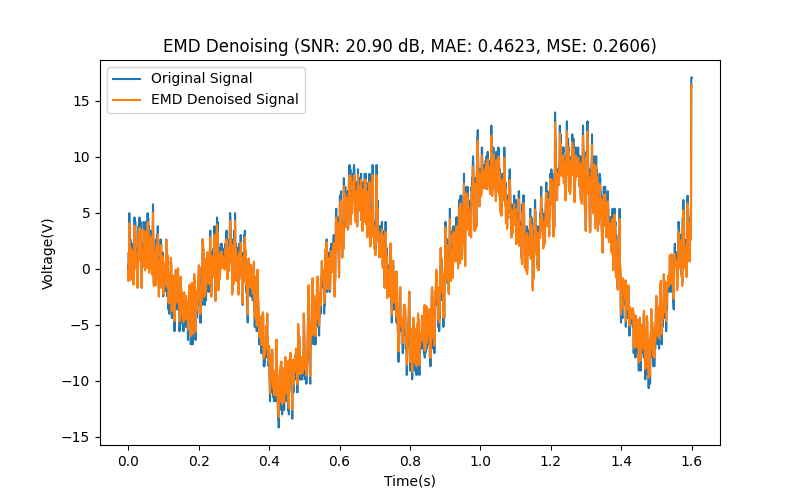 EMD Denoising (SNR: 20.90 dB, MAE: 0.4623, MSE: 0.2606)
Original Signal
EMD Denoised Signal
Voltage(V)
15
10
5
0
−5
−10
−15
0.0 0.2 0.4 0.6 0.8 1.0 1.2 1.4 1.6
Time(s)